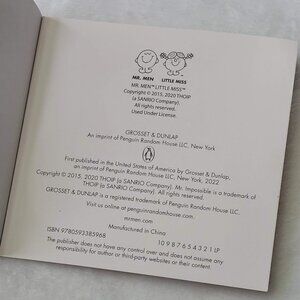 MR. MEN LITTLE MISS
MR. MEN™ LITTLE MISS™
Copyright © 2015, 2020 THOIP
(a SANRIO Company).
All rights reserved.
Used Under License.
GROSSET & DUNLAP
An imprint of Penguin Random House LLC, New York
First published in the United States of America by Grosset & Dunlap,
an imprint of Penguin Random House LLC, New York, 2022
Copyright © 2015, 2020 THOIP (a SANRIO Company). Mr. Impossible is a trademark of
THOIP (a SANRIO Company). All rights reserved.
GROSSET & DUNLAP is a registered trademark of Penguin Random House LLC.
Visit us online at penguinrandomhouse.com.
mrmen.com
Manufactured in China
ISBN 9780593385968 10 9 8 7 6 5 4 3 2 1 LP
The publisher does not have any control over and does not assume any
responsibility for author or third-party websites or their content.